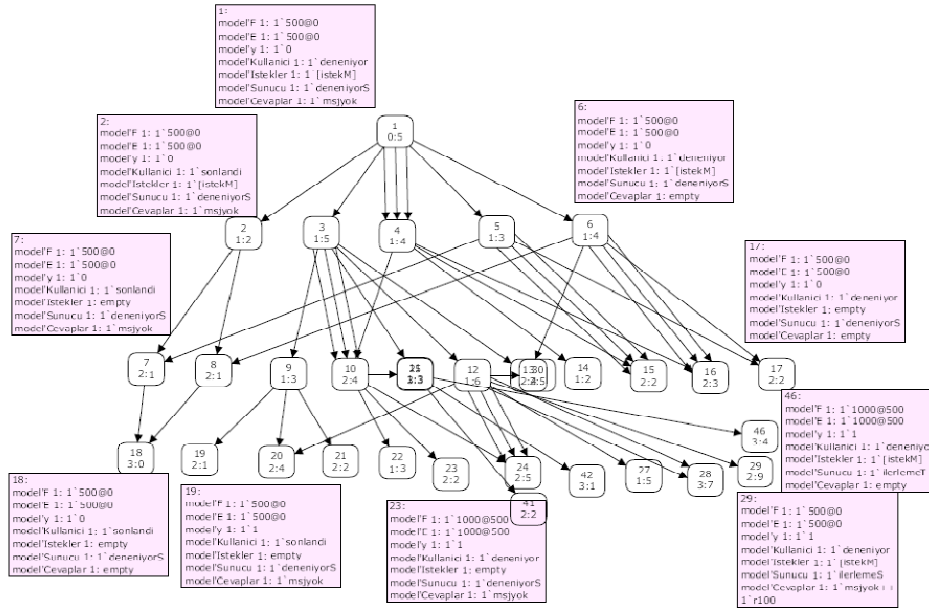 1:
model'F 1: 1`500@0
model'E 1: 1`500@0
model'y 1: 1`0
model'Kullanici 1: 1`deneniyor
model'Istekler 1: 1`[istekM]
model'Sunucu 1: 1`deneniyorS
model'Cevaplar 1: 1`msjyok
2:
model'F 1: 1`500@0
model'E 1: 1`500@0
model'y 1: 1`0
model'Kullanici 1: 1`sonlandi
model'Istekler 1: 1`[istekM]
model'Sunucu 1: 1`deneniyorS
model'Cevaplar 1: 1`msjyok
6:
model'F 1: 1`500@0
model'E 1: 1`500@0
model'y 1: 1`0
model'Kullanici 1: 1`deneniyor
model'Istekler 1: 1`[istekM]
model'Sunucu 1: 1`deneniyorS
model'Cevaplar 1: empty
1
0:5
2
1:2
3
1:5
4
1:4
5
1:3
6
1:4
7:
model'F 1: 1`500@0
model'E 1: 1`500@0
model'y 1: 1`0
model'Kullanici 1: 1`sonlandi
model'Istekler 1: empty
model'Sunucu 1: 1`deneniyorS
model'Cevaplar 1: 1`msjyok
17:
model'F 1: 1`500@0
model'E 1: 1`500@0
model'y 1: 1`0
model'Kullanici 1: 1`deneniyor
model'Istekler 1: empty
model'Sunucu 1: 1`deneniyorS
model'Cevaplar 1: empty
7
2:1
8
2:1
9
1:3
10
2:4
12
1:6
14
1:2
15
2:2
16
2:3
17
2:2
46
3:4
18
3:0
19
2:1
20
2:4
21
2:2
22
1:3
23
2:2
24
2:5
41
2:2
42
3:1
1:5
28
3:7
29
2:9
46:
model'F 1: 1`1000@500
model'E 1: 1`1000@500
model'y 1: 1`1
model'Kullanici 1: 1`deneniyo
model'Istekler 1: 1`[istekM]
model'Sunucu 1: 1`ilerlemeT
model'Cevaplar 1: empty
18:
model'F 1: 1`500@0
model'E 1: 1`500@0
model'y 1: 1`0
model'Kullanici 1: 1`sonlandi
model'Istekler 1: empty
model'Sunucu 1: 1`deneniyorS
model'Cevaplar 1: empty
19:
model'F 1: 1`500@0
model'E 1: 1`500@0
model'y 1: 1`1
model'Kullanici 1: 1`sonlandi
model'Istekler 1: empty
model'Sunucu 1: 1`deneniyorS
model'Cevaplar 1: 1`msjyok
23:
model'F 1: 1`1000@500
model'E 1: 1`1000@500
model'y 1: 1`1
model'Kullanici 1: 1`deneniyor
model'Istekler 1: empty
model'Sunucu 1: 1`deneniyorS
model'Cevaplar 1: 1`msjyok
29:
model'F 1: 1`500@0
model'E 1: 1`500@0
model'y 1: 1`1
model'Kullanici 1: 1`deneniyor
model'Istekler 1: 1`[istekM]
model'Sunucu 1: 1`ilerlemeS
model'Cevaplar 1: 1`msjyok
1`r100